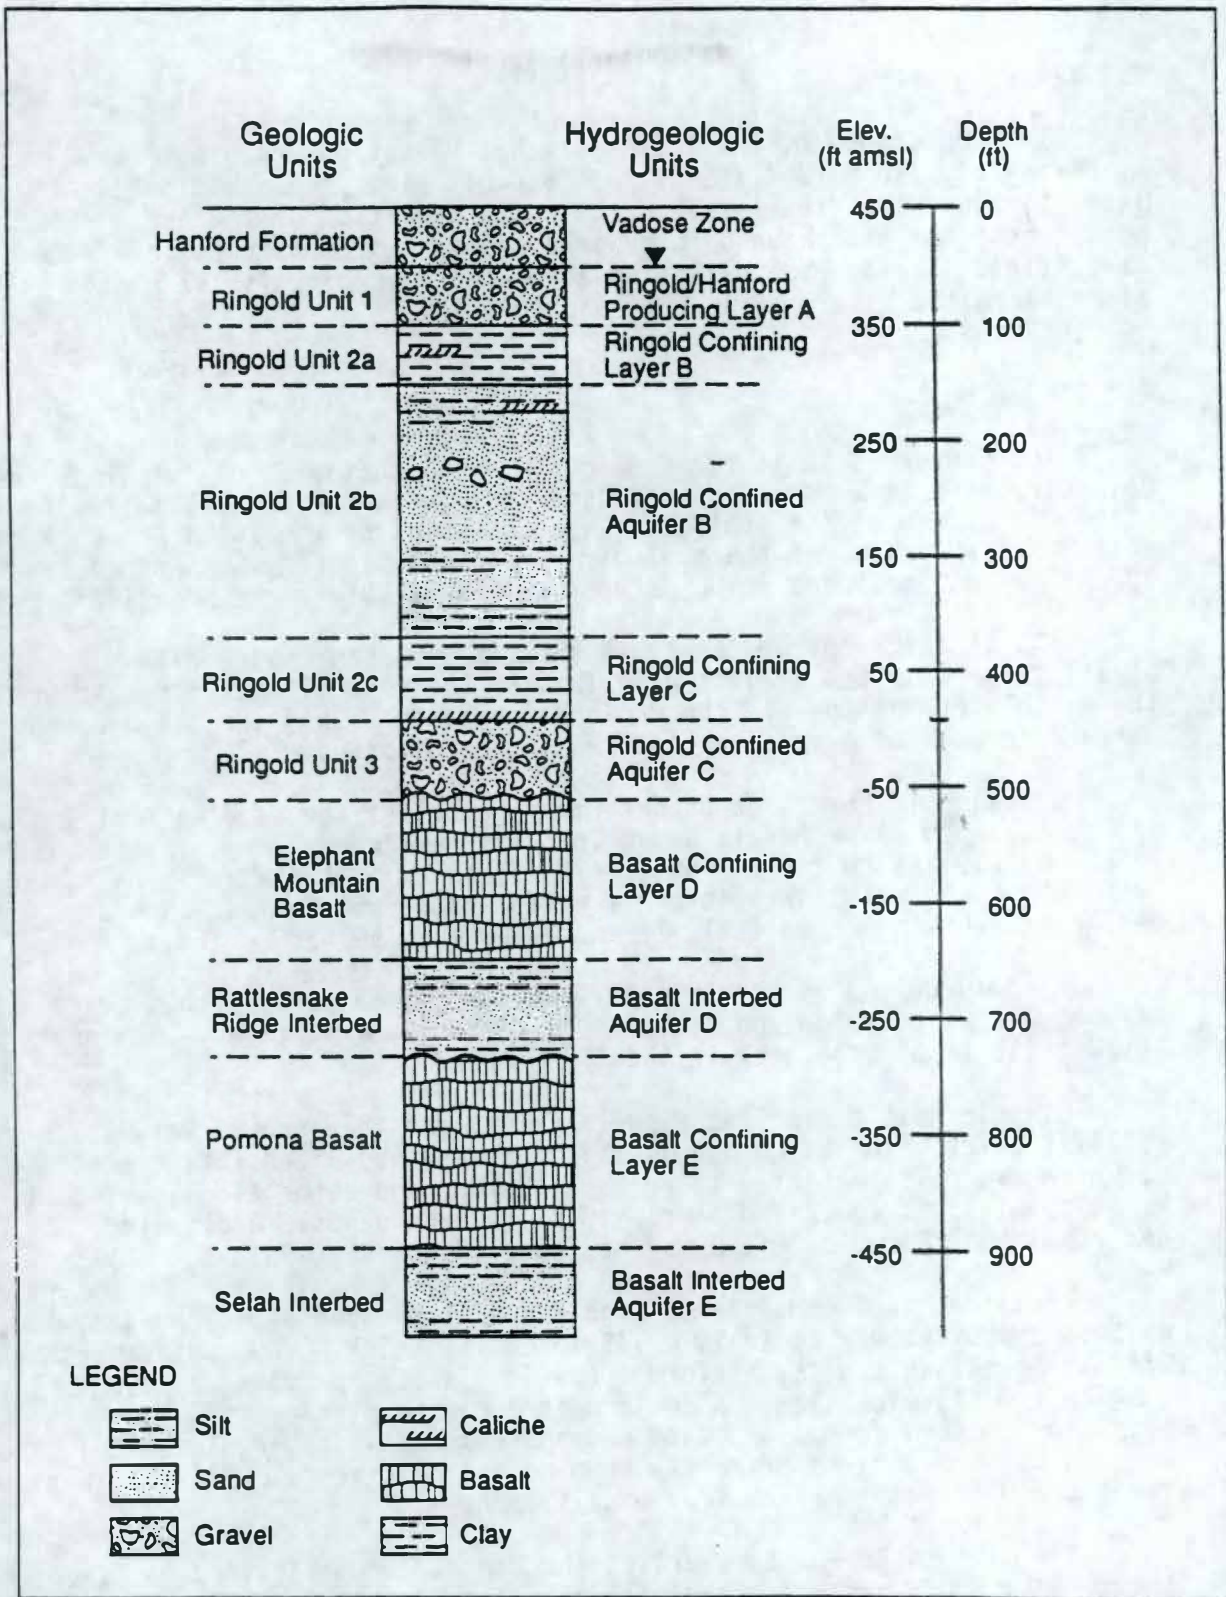 Geologic
Units
Hydrogeologic
Units
Elev.
(ft amsl)
Depth
(ft)
450
0
Hanford Formation
Vadose Zone
Ringold Unit 1
Ringold/Hanford
Producing Layer A
350
100
Ringold Unit 2a
Ringold Confining
Layer B
250
200
Ringold Unit 2b
Ringold Confined
Aquifer B
150
300
Ringold Unit 2c
Ringold Confining
Layer C
50
400
Ringold Unit 3
Ringold Confined
Aquifer C
-50
500
Elephant
Mountain
Basalt
Basalt Confining
Layer D
-150
600
Rattlesnake
Ridge Interbed
Basalt Interbed
Aquifer D
-250
700
Pomona Basalt
Basalt Confining
Layer E
-350
800
-450
900
Selah Interbed
Basalt Interbed
Aquifer E
LEGEND
Silt
Caliche
Sand
Basalt
Gravel
Clay